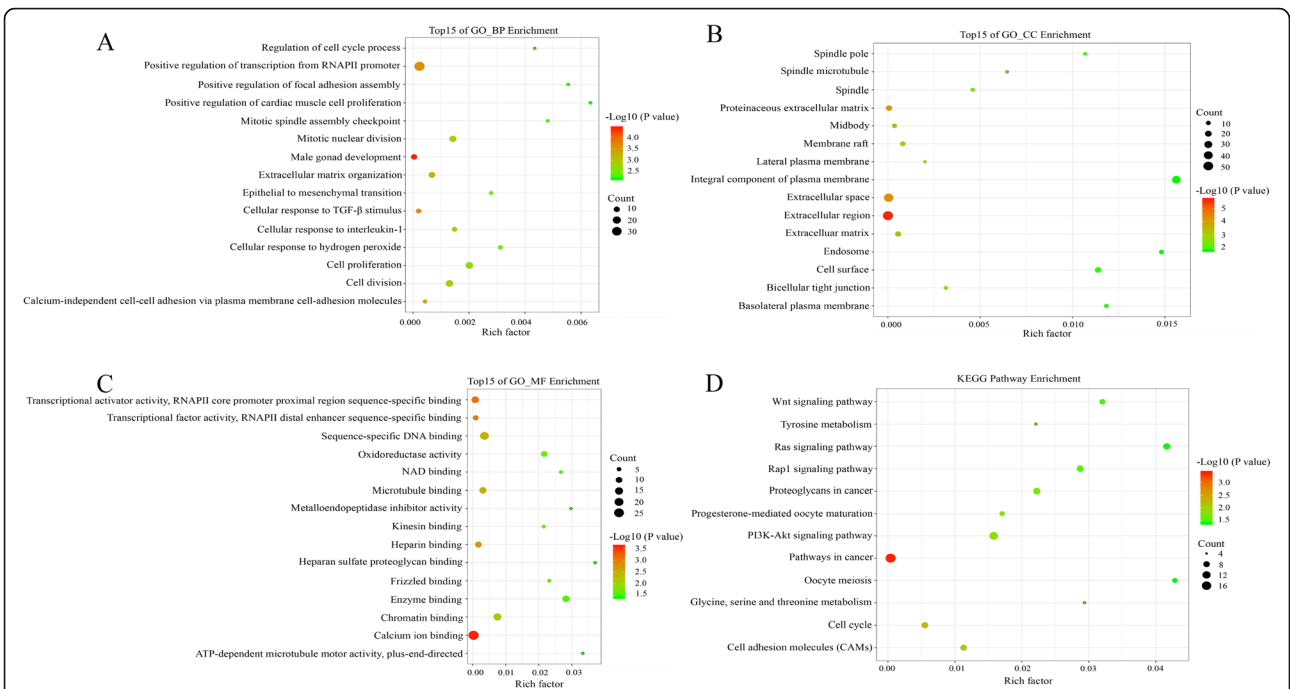 A
Top15 of GO_BP Enrichment
Regulation of cell cycle process
Positive regulation of transcription from RNAPII promoter
Positive regulation of focal adhesion assembly
Positive regulation of cardiac muscle cell proliferation
Mitotic spindle assembly checkpoint
Mitotic nuclear division
Male gonad development
Extracellular matrix organization
Epithelial to mesenchymal transition
Cellular response to TGF-β stimulus
Cellular response to interleukin-1
Cellular response to hydrogen peroxide
Cell proliferation
Cell division
Calcium-independent cell-cell adhesion via plasma membrane cell-adhesion molecules
0.000 0.002 0.004 0.006
Rich factor
-Log10 (P value)
4.0
3.5
3.0
2.5
Count
10
20
30
B
Top15 of GO_CC Enrichment
Spindle pole
Spindle microtubule
Spindle
Proteinaceous extracellular matrix
Midbody
Membrane raft
Lateral plasma membrane
Integral component of plasma membrane
Extracellular space
Extracellular region
Extracelluar matrix
Endosome
Cell surface
Bicellular tight junction
Basolateral plasma membrane
0.000 0.005 0.010 0.015
Rich factor
Count
10
20
30
40
50
-Log10 (P value)
5
4
3
2
C
Top15 of GO_MF Enrichment
Transcriptional activator activity, RNAPII core promoter proximal region sequence-specific binding
Transcriptional factor activity, RNAPII distal enhancer sequence-specific binding
Sequence-specific DNA binding
Oxidoreductase activity
NAD binding
Microtubule binding
Metalloendopeptidase inhibitor activity
Kinesin binding
Heparin binding
Heparan sulfate proteoglycan binding
Frizzled binding
Enzyme binding
Chromatin binding
Calcium ion binding
ATP-dependent microtubule motor activity, plus-end-directed
0.00 0.01 0.02 0.03
Rich factor
Count
5
10
15
20
25
-Log10 (P value)
3.5
3.0
2.5
2.0
1.5
D
KEGG Pathway Enrichment
Wnt signaling pathway
Tyrosine metabolism
Ras signaling pathway
Rap1 signaling pathway
Proteoglycans in cancer
Progesterone-mediated oocyte maturation
PI3K-Akt signaling pathway
Pathways in cancer
Oocyte meiosis
Glycine, serine and threonine metabolism
Cell cycle
Cell adhesion molecules (CAMs)
0.00 0.01 0.02 0.03 0.04
Rich factor
-Log10 (P value)
3.0
2.5
2.0
1.5
Count
4
8
12
16